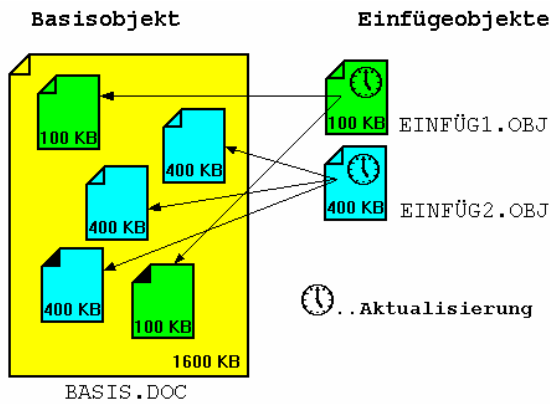 Basisobjekt
Einfügeobjekte
100 KB
400 KB
400 KB
400 KB
100 KB
1600 KB
BASIS.DOC
100 KB
EINFÜG1.OBJ
400 KB
EINFÜG2.OBJ
..Aktualisierung